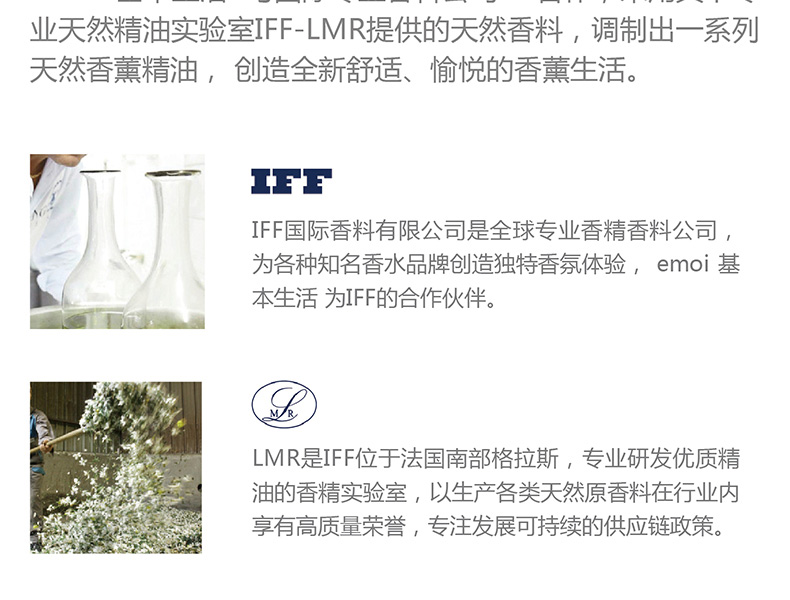 业天然精油实验室IFF-LMR提供的天然香料，调制出一系列
天然香薰精油， 创造全新舒适、愉悦的香薰生活。
IFF
IFF国际香料有限公司是全球专业香精香料公司，
为各种知名香水品牌创造独特香氛体验， emoi 基
本生活 为IFF的合作伙伴。
LMR
LMR是IFF位于法国南部格拉斯，专业研发优质精
油的香精实验室，以生产各类天然原香料在行业内
享有高质量荣誉，专注发展可持续的供应链政策。